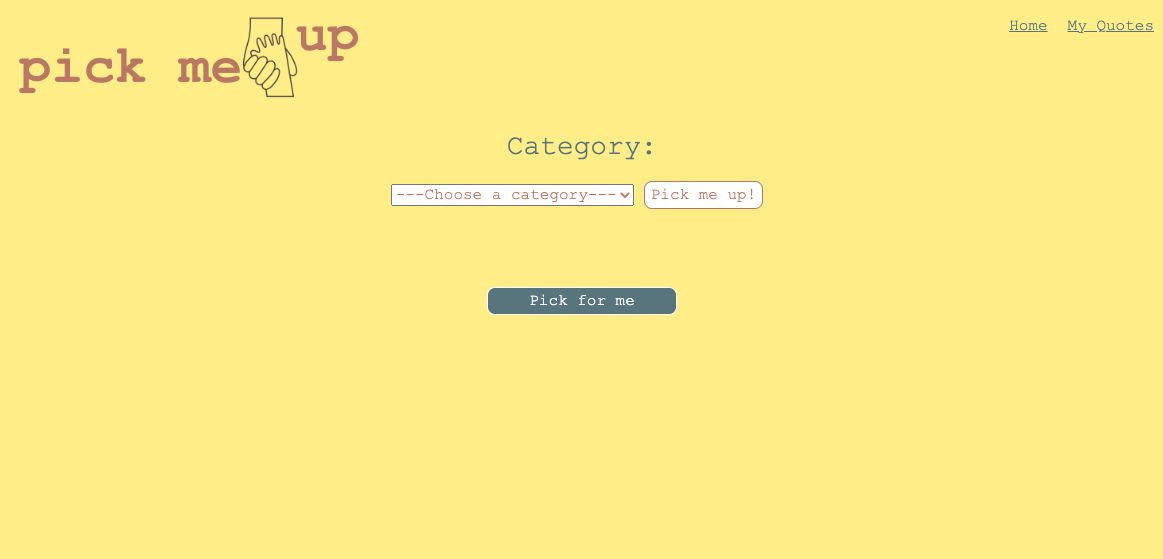 pick me up
Home My Quotes
Category:
---Choose a category--- Pick me up!
Pick for me